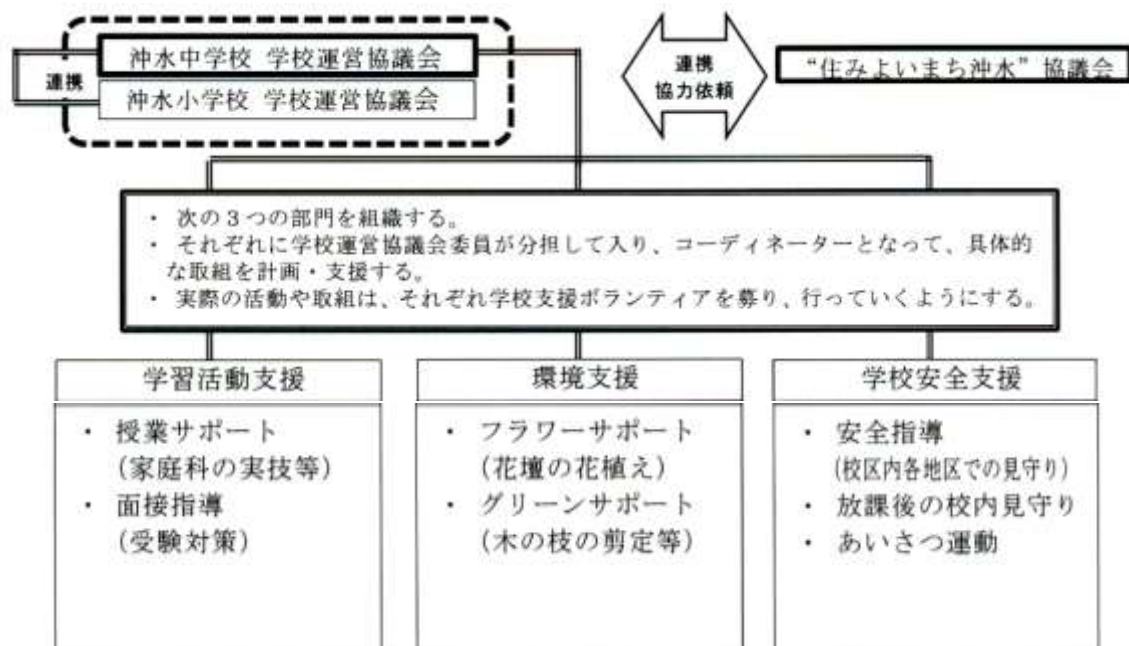 沖水中学校 学校運営協議会
連携
沖水小学校 学校運営協議会
連携
協力依頼
“住みよいまち沖水”協議会
・ 次の3つの部門を組織する。
・ それぞれに学校運営協議会委員が分担して入り、コーディネーターとなって、具体的
な取組を計画・支援する。
・ 実際の活動や取組は、それぞれ学校支援ボランティアを募り、行っていくようにする。
学習活動支援
・ 授業サポート
(家庭科の実技等)
・ 面接指導
(受験対策)
環境支援
・ フラワーサポート
(花壇の花植え)
・ グリーンサポート
(木の枝の剪定等)
学校安全支援
・ 安全指導
(校区内各地区での見守り)
・ 放課後の校内見守り
・ あいさつ運動